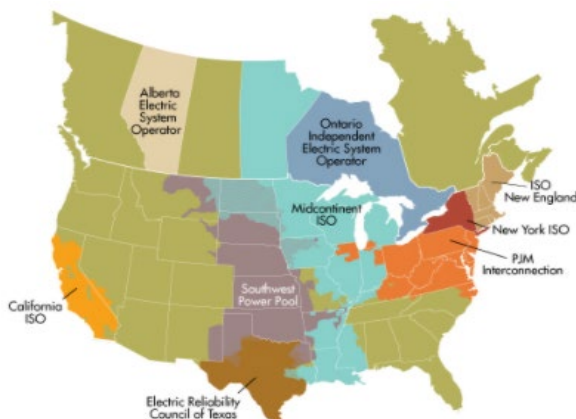 Alberta
Electric
System
Operator
Ontario
Independent
Electric System
Operator
ISO
New England
Midcontinent
ISO
New York ISO
PJM
Interconnection
Southwest
Power Pool
California
ISO
Electric Reliability
Council of Texas